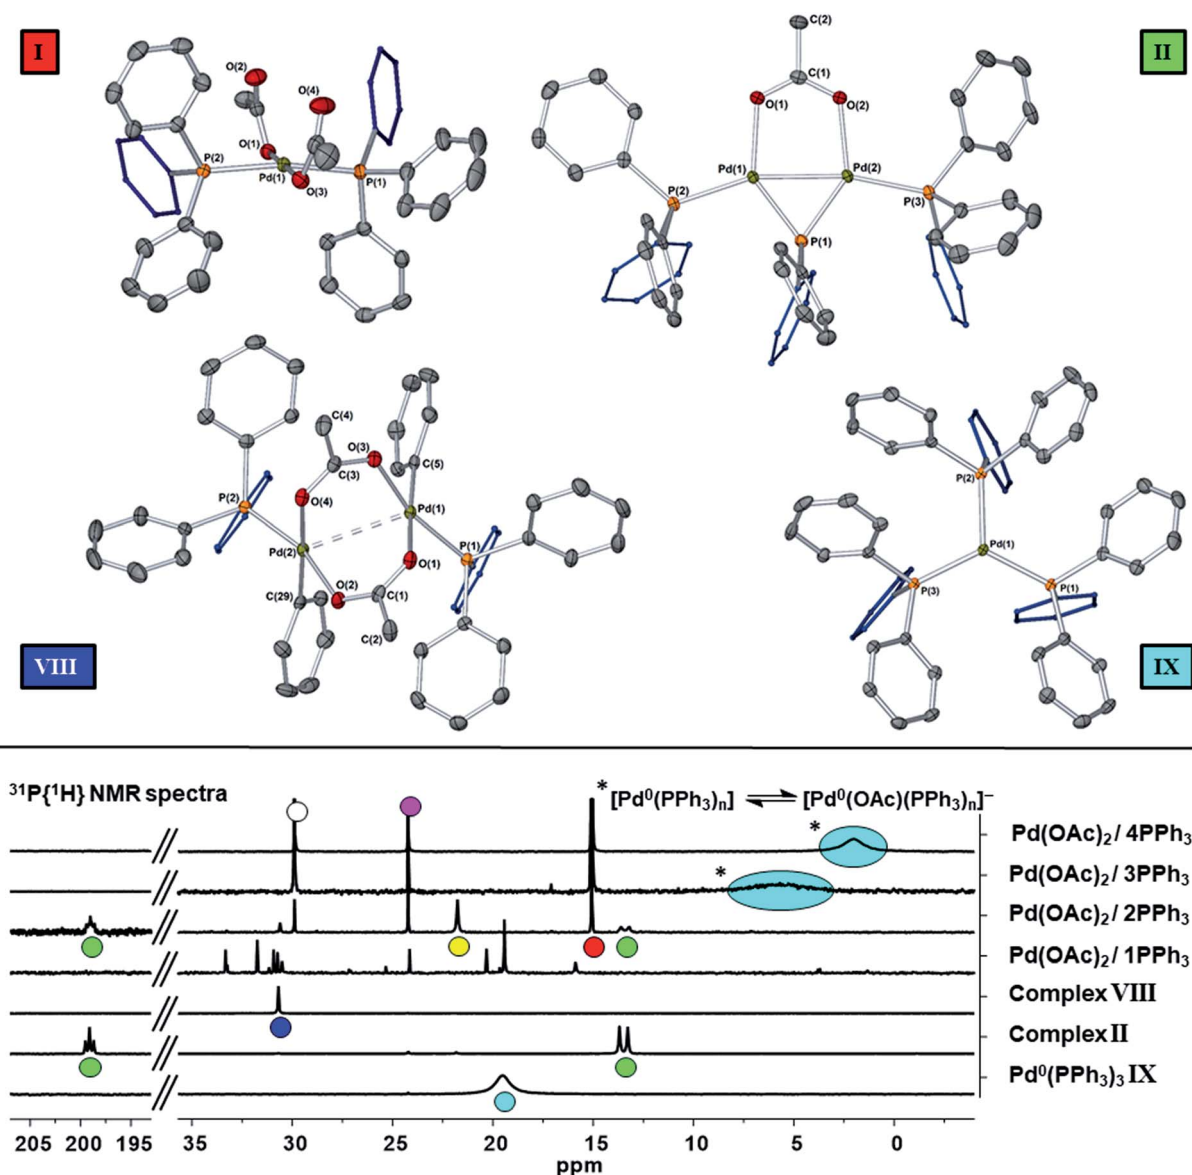 I
O(2)
O(4)
P(2)
O(1)
Pd(1)
O(3)
P(1)
II
C(2)
C(1)
O(1)
O(2)
Pd(1)
Pd(2)
P(2)
P(3)
P(1)
VIII
C(4)
O(3)
C(3)
C(5)
P(2)
O(4)
Pd(1)
Pd(2)
P(1)
O(2)
O(1)
C(29)
C(1)
C(2)
IX
P(2)
Pd(1)
P(3)
P(1)
³¹P{¹H} NMR spectra
* [Pd⁰(PPh₃)ₙ] ⇌ [Pd⁰(OAc)(PPh₃)ₙ]⁻
* Pd(OAc)₂ / 4PPh₃
* Pd(OAc)₂ / 3PPh₃
Pd(OAc)₂ / 2PPh₃
Pd(OAc)₂ / 1PPh₃
Complex VIII
Complex II
Pd⁰(PPh₃)₃ IX
205 200 195 35 30 25 20 15 10 5 0
ppm